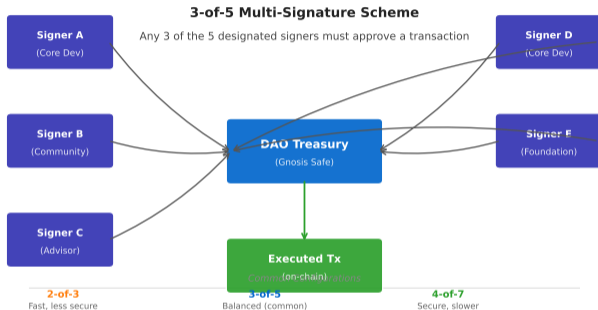 3-of-5 Multi-Signature Scheme
Any 3 of the 5 designated signers must approve a transaction
Signer A
(Core Dev)
Signer D
(Core Dev)
Signer B
(Community)
DAO Treasury
(Gnosis Safe)
Signer E
(Foundation)
Signer C
(Advisor)
Executed Tx
(on-chain)
2-of-3
Fast, less secure
3-of-5
Balanced (common)
4-of-7
Secure, slower